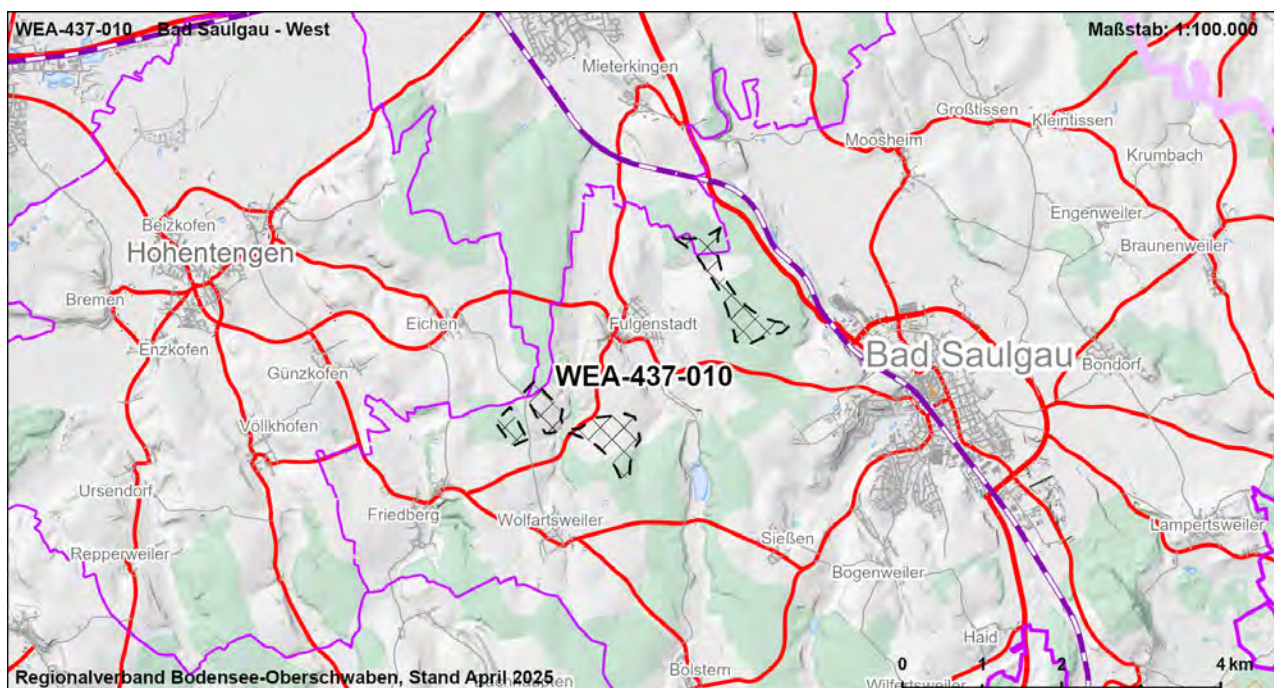 WEA-437-010 Bad Saulgau - West
Maßstab: 1:100.000
Mieterkingen
Großtissen
Kleintissen
Moosheim
Krumbach
Engenweiler
Braunenweiler
Beizkofen
Hohentengen
Bremen
Eichen
Fulgenstadt
Enzkofen
Günzkofen
Bad Saulgau
Bondorf
WEA-437-010
Völlkhofen
Ursendorf
Friedberg
Wolfartsweiler
Sießen
Lampertsweiler
Repperweiler
Bogenweiler
Haid
0 1 2 4 km
Bolstern
Wilfertsweiler
Regionalverband Bodensee-Oberschwaben, Stand April 2025